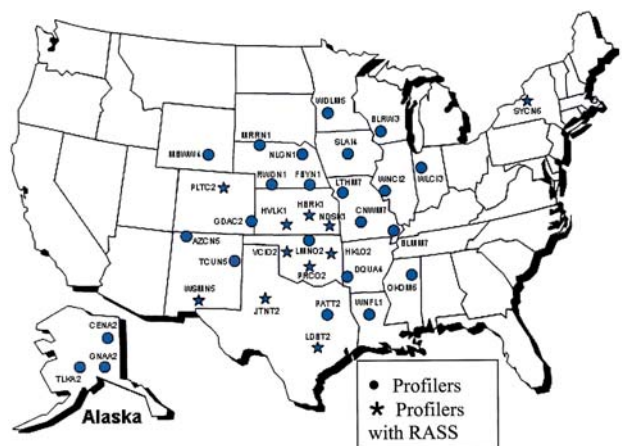 WDLM5
BLRW3
SYCN6
MRRN1
MBWW4
NLGN1
SLAI4
WNCI2
WLCI3
PLTC2
RWDN1
FBYN1
LTHM7
HBRK1
HVLK1
NDSK1
CNWM7
GDAC2
BLMM7
AZCN5
VCIO2
LMNO2
HKLO2
TCUN5
PRCO2
DQUA4
OKOM6
WSMN5
JTNT2
PATT2
WNFL1
LDBT2
CENA2
GNAA2
TLKA2
Alaska
Profilers
Profilers
with RASS